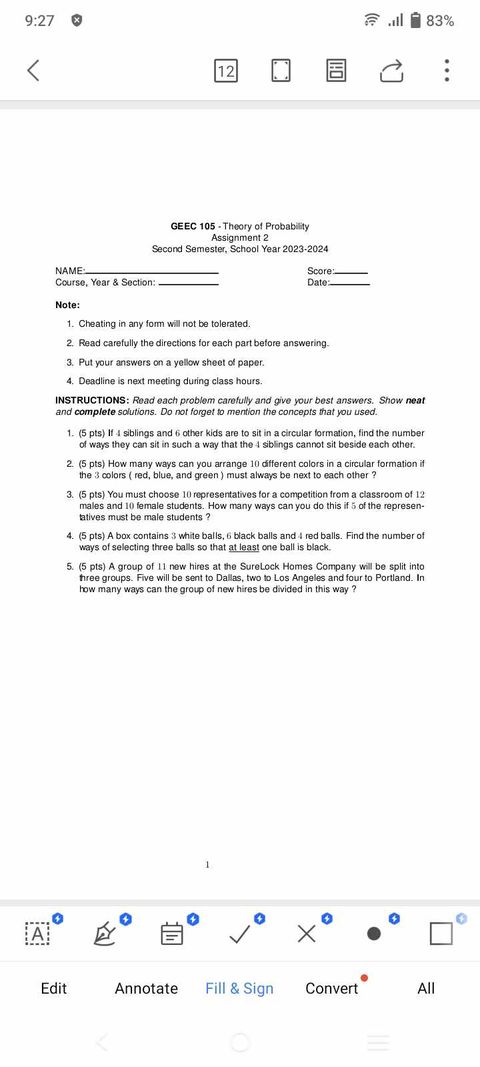 9:27
83%
12
GEEC 105 - Theory of Probability
Assignment 2
Second Semester, School Year 2023-2024
NAME:
Score:
Course, Year & Section:
Date:
Note:
1. Cheating in any form will not be tolerated.
2. Read carefully the directions for each part before answering.
3. Put your answers on a yellow sheet of paper.
4. Deadline is next meeting during class hours.
INSTRUCTIONS: Read each problem carefully and give your best answers. Show neat
and complete solutions. Do not forget to mention the concepts that you used.
1. (5 pts) If 4 siblings and 6 other kids are to sit in a circular formation, find the number
of ways they can sit in such a way that the 4 siblings cannot sit beside each other.
2. (5 pts) How many ways can you arrange 10 different colors in a circular formation if
the 3 colors ( red, blue, and green ) must always be next to each other ?
3. (5 pts) You must choose 10 representatives for a competition from a classroom of 12
males and 10 female students. How many ways can you do this if 5 of the represen-
tatives must be male students ?
4. (5 pts) A box contains 3 white balls, 6 black balls and 4 red balls. Find the number of
ways of selecting three balls so that at least one ball is black.
5. (5 pts) A group of 11 new hires at the SureLock Homes Company will be split into
three groups. Five will be sent to Dallas, two to Los Angeles and four to Portland. In
how many ways can the group of new hires be divided in this way ?
1
A
Edit
Annotate
Fill & Sign
Convert
All